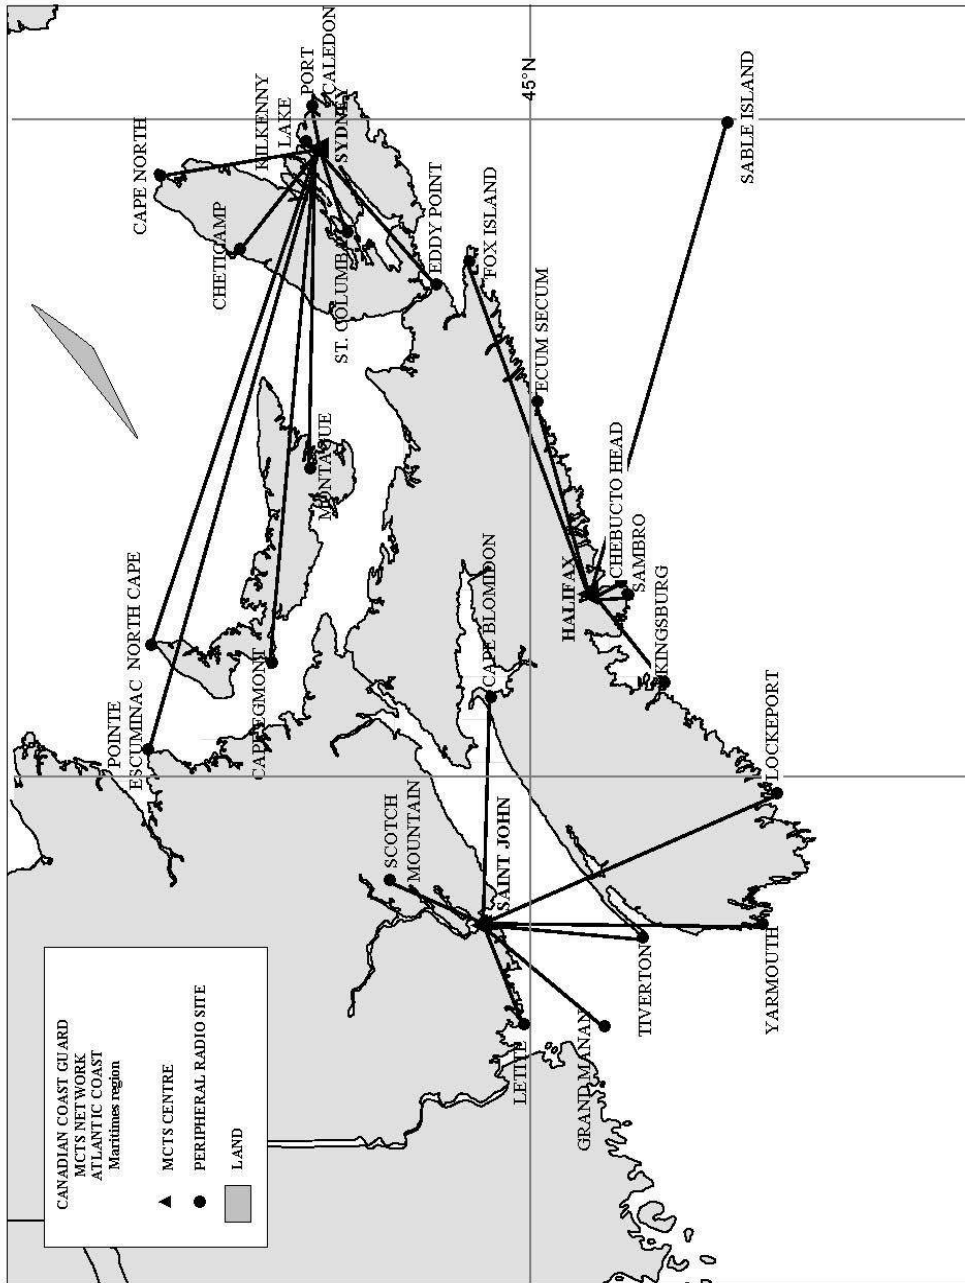 CANADIAN COAST GUARD
MCTS NETWORK
ATLANTIC COAST
Maritimes region
MCTS CENTRE
PERIPHERAL RADIO SITE
LAND
POINTE
ESCUMINAC
NORTH CAPE
CAPE EGMONT
MONTAGUE
CHETIGAMP
CAPE NORTH
KILKENNY
LAKE
PORT
CALEDON
SYDNEY
ST. COLUMBA
EDDY POINT
FOX ISLAND
ECUM SECUM
45°N
SABLE ISLAND
CHEBUCTO HEAD
SAMBRO
HALIFAX
KINGSBURG
CAPE BLOMIDON
LOCKEPORT
SCOTCH
MOUNTAIN
SAINT JOHN
YARMOUTH
TIVERTON
GRAND MANAN
LETITE